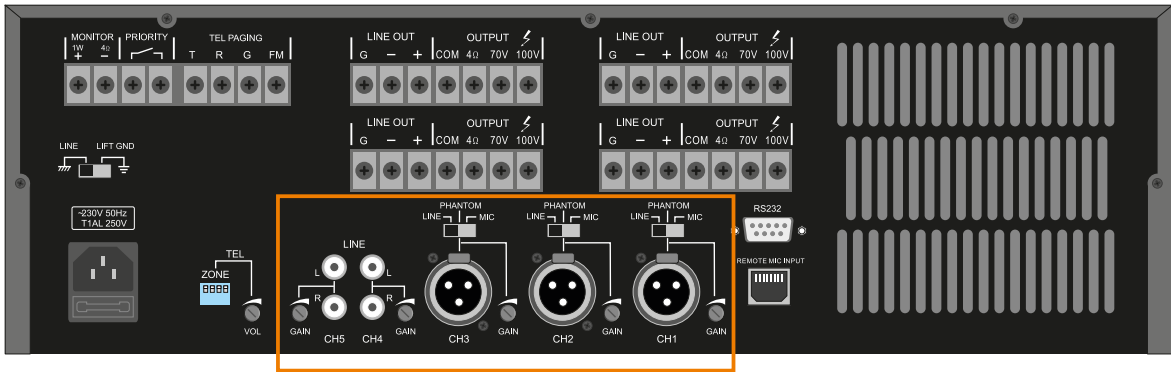 MONITOR PRIORITY TEL PAGING
1W 4Ω
+ − T R G FM
LINE OUT OUTPUT
G − + COM 4Ω 70V 100V
LINE OUT OUTPUT
G − + COM 4Ω 70V 100V
LINE OUT OUTPUT
G − + COM 4Ω 70V 100V
LINE OUT OUTPUT
G − + COM 4Ω 70V 100V
LINE LIFT GND
~230V 50Hz
T1AL 250V
TEL
ZONE
VOL
LINE
L L
R R
GAIN CH5 CH4 GAIN
PHANTOM
LINE MIC
CH3 GAIN
PHANTOM
LINE MIC
CH2 GAIN
PHANTOM
LINE MIC
CH1 GAIN
RS232
REMOTE MIC INPUT